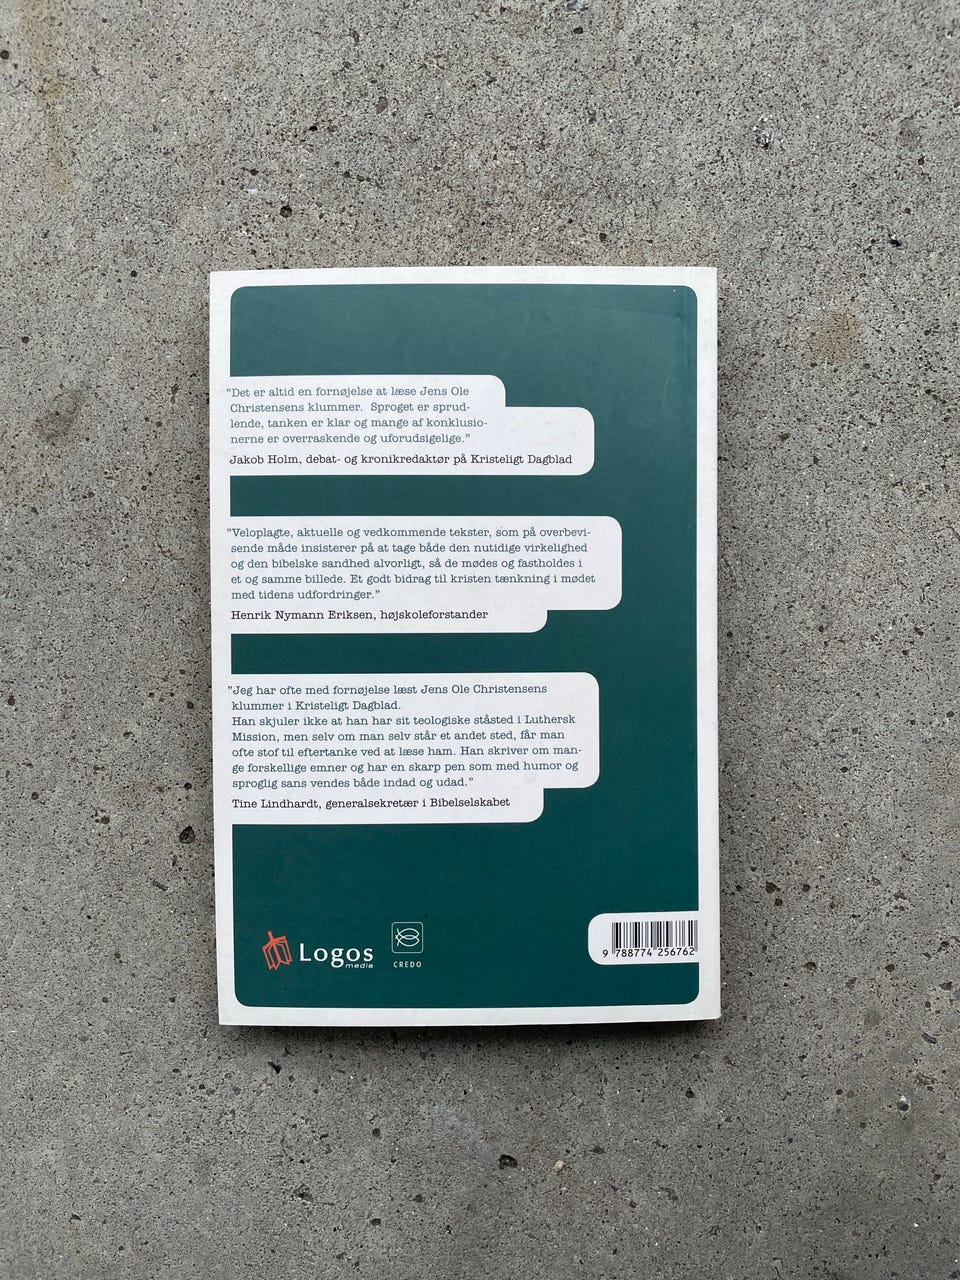 ”Det er altid en fornøjelse at læse Jens Ole
Christensens klummer. Sproget er sprud-
lende, tanken er klar og mange af konklusio-
nerne er overraskende og uforudsigelige.”
Jakob Holm, debat- og kronikredaktør på Kristeligt Dagblad
”Veloplagte, aktuelle og vedkommende tekster, som på overbevi-
sende måde insisterer på at tage både den nutidige virkelighed
og den bibelske sandhed alvorligt, så de mødes og fastholdes i
et og samme billede. Et godt bidrag til kristen tænkning i mødet
med tidens udfordringer.”
Henrik Nymann Eriksen, højskoleforstander
”Jeg har ofte med fornøjelse læst Jens Ole Christensens
klummer i Kristeligt Dagblad.
Han skjuler ikke at han har sit teologiske ståsted i Luthersk
Mission, men selv om man selv står et andet sted, får man
ofte stof til eftertanke ved at læse ham. Han skriver om man-
ge forskellige emner og har en skarp pen som med humor og
sproglig sans vendes både indad og udad.”
Tine Lindhardt, generalsekretær i Bibelselskabet
Logos
media
CREDO
9 788774 256762